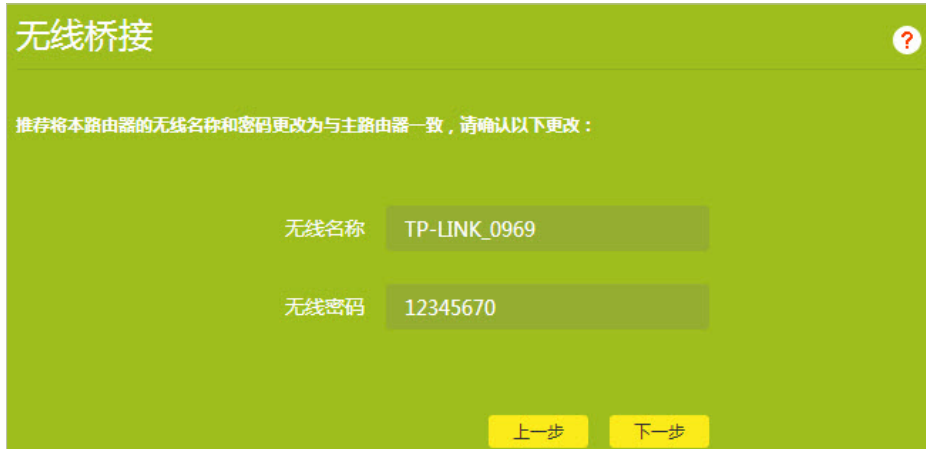 无线桥接
?
推荐将本路由器的无线名称和密码更改为与主路由器一致，请确认以下更改：
无线名称 TP-LINK_0969
无线密码 12345670
上一步 下一步